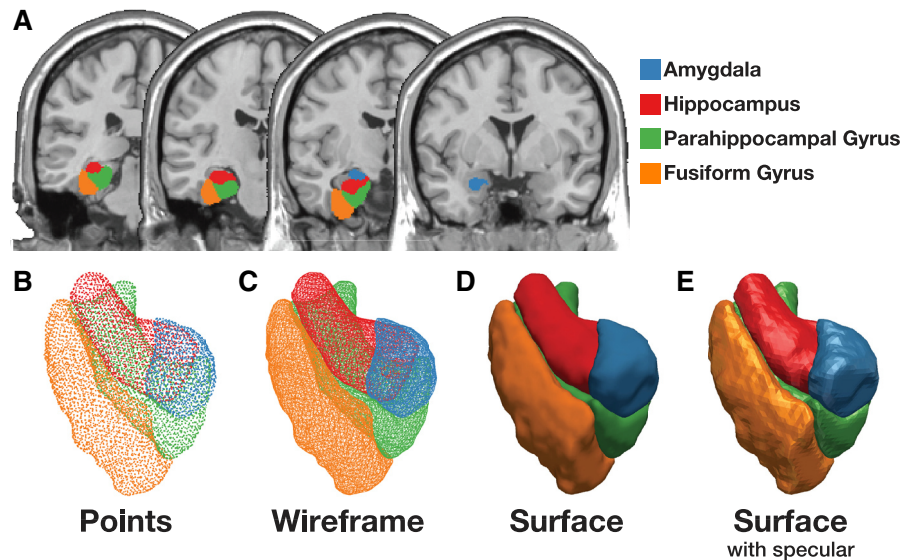 A
Amygdala
Hippocampus
Parahippocampal Gyrus
Fusiform Gyrus
B
C
D
E
Points
Wireframe
Surface
Surface
with specular